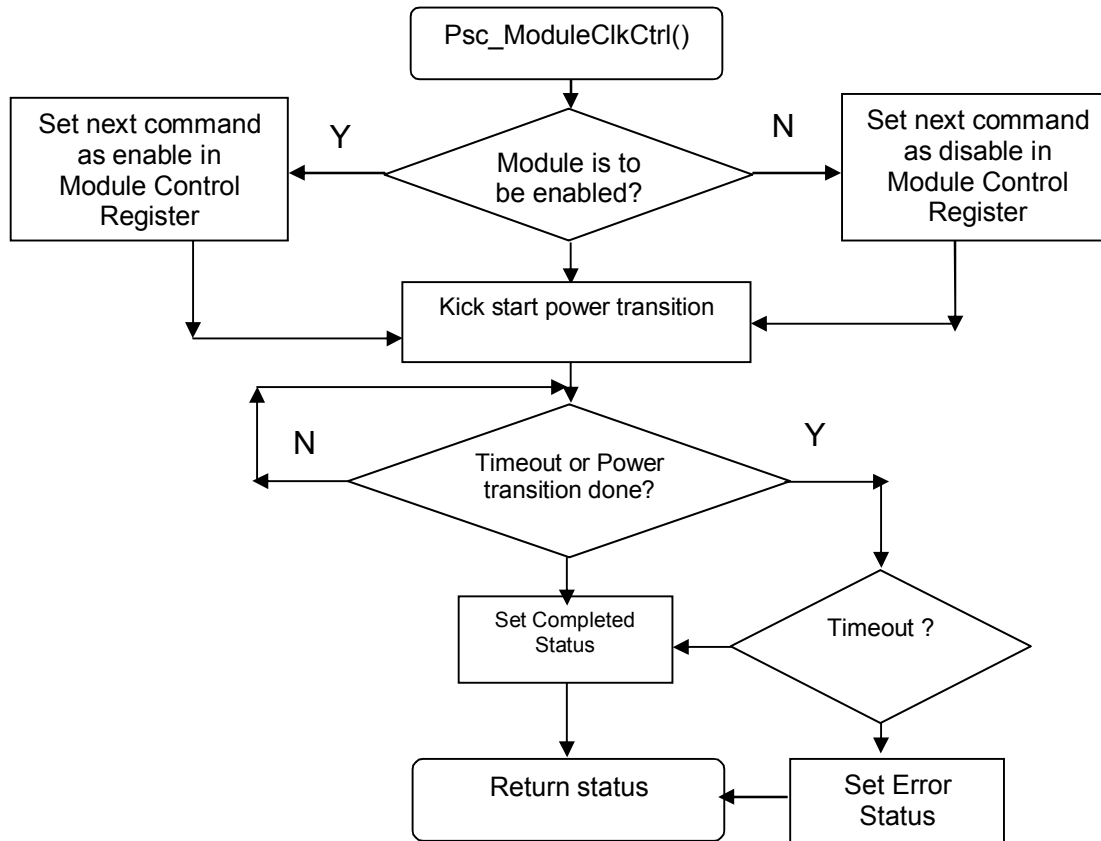 Psc_ModuleClkCtrl()
Set next command
as enable in
Module Control
Register
Y
Module is to
be enabled?
N
Set next command
as disable in
Module Control
Register
Kick start power transition
N
Timeout or Power
transition done?
Y
Set Completed
Status
Timeout ?
Return status
Set Error
Status